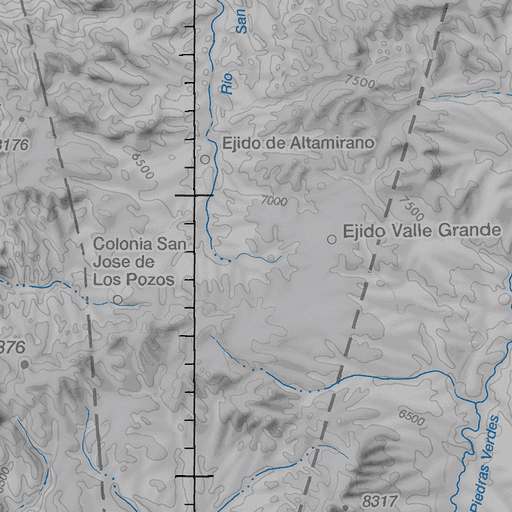 San
Rio
7500
Ejido de Altamirano
8176
6500
7000
7500
Ejido Valle Grande
Colonia San
Jose de
Los Pozos
876
6500
Piedras Verdes
8317